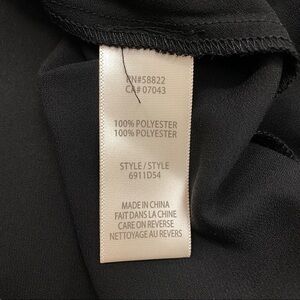 RN#58822
CA# 07043
100% POLYESTER
100% POLYESTER
STYLE / STYLE
6911D54
MADE IN CHINA
FAIT DANS LA CHINE
CARE ON REVERSE
NETTOYAGE AU REVERS